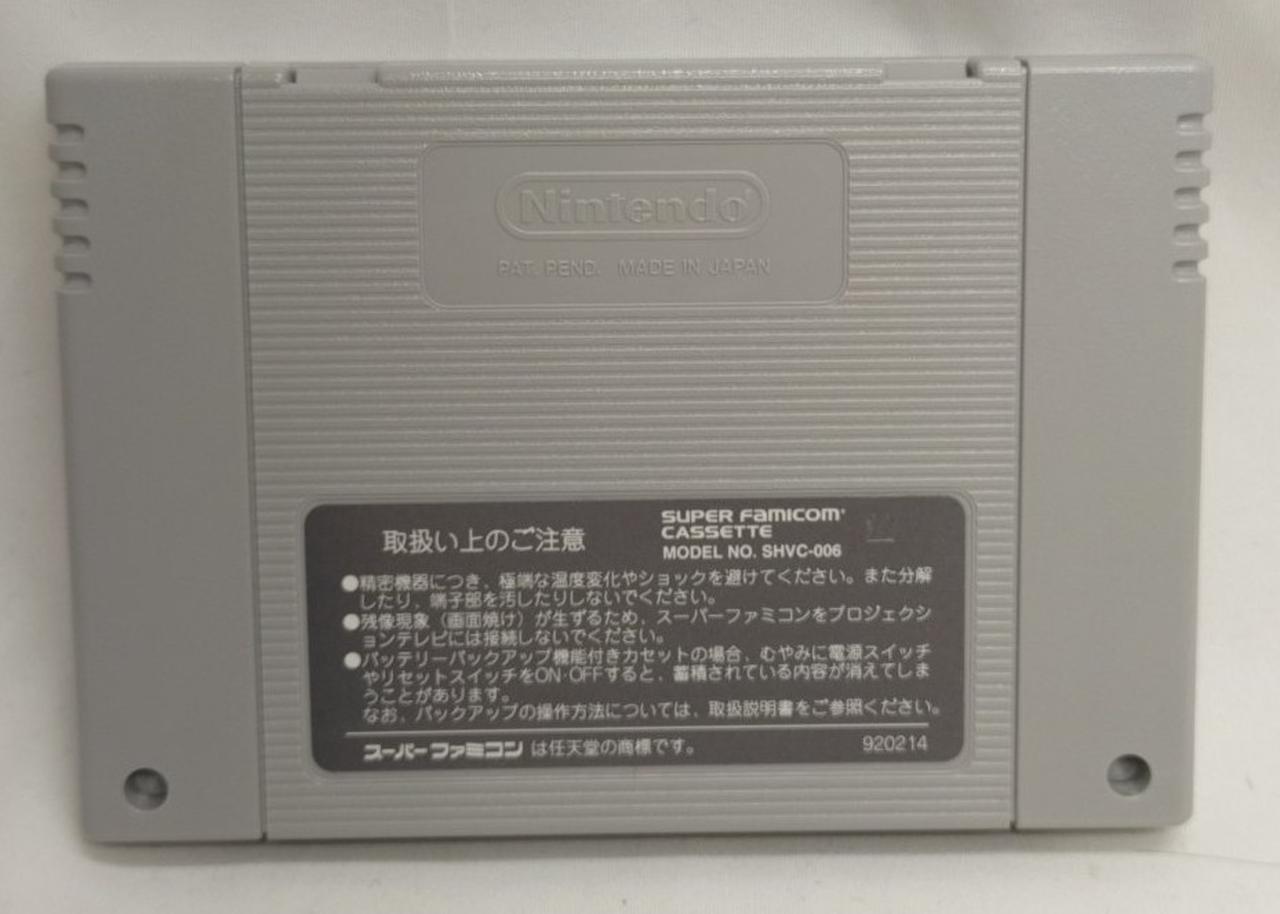 Nintendo®
PAT. PEND. MADE IN JAPAN
取扱い上のご注意
SUPER FAMICOM®
CASSETTE
MODEL NO. SHVC-006
●精密機器につき、極端な温度変化やショックを避けてください。また分解
したり、端子部を汚したりしないでください。
●残像現象（画面焼け）が生ずるため、スーパーファミコンをプロジェクシ
ョンテレビには接続しないでください。
●バッテリーバックアップ機能付きカセットの場合、むやみに電源スイッチ
やリセットスイッチをON・OFFすると、蓄積されている内容が消えてしま
うことがあります。
なお、バックアップの操作方法については、取扱説明書をご参照ください。
スーパーファミコン は任天堂の商標です。
920214